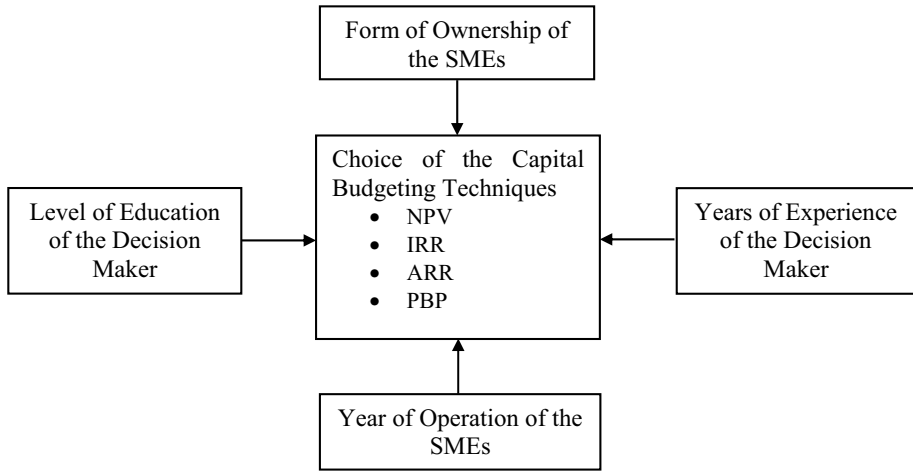 Form of Ownership of
the SMEs
Choice of the Capital
Budgeting Techniques
• NPV
• IRR
• ARR
• PBP
Level of Education
of the Decision
Maker
Years of Experience
of the Decision
Maker
Year of Operation of the
SMEs